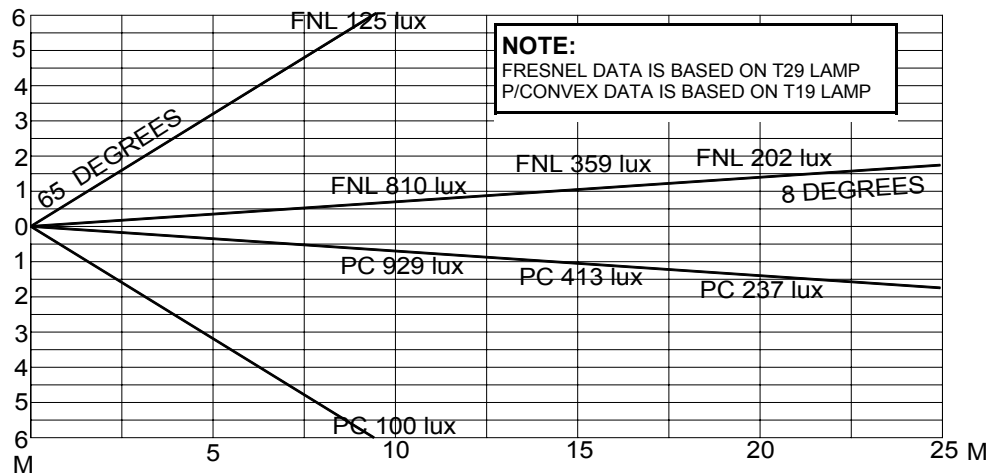 6
FNL 125 lux
5
4
3
2
1
0
1
2
3
4
5
6
M
NOTE:
FRESNEL DATA IS BASED ON T29 LAMP
P/CONVEX DATA IS BASED ON T19 LAMP
65 DEGREES
FNL 810 lux
FNL 359 lux
FNL 202 lux
8 DEGREES
PC 929 lux
PC 413 lux
PC 237 lux
PC 100 lux
5
10
15
20
25 M